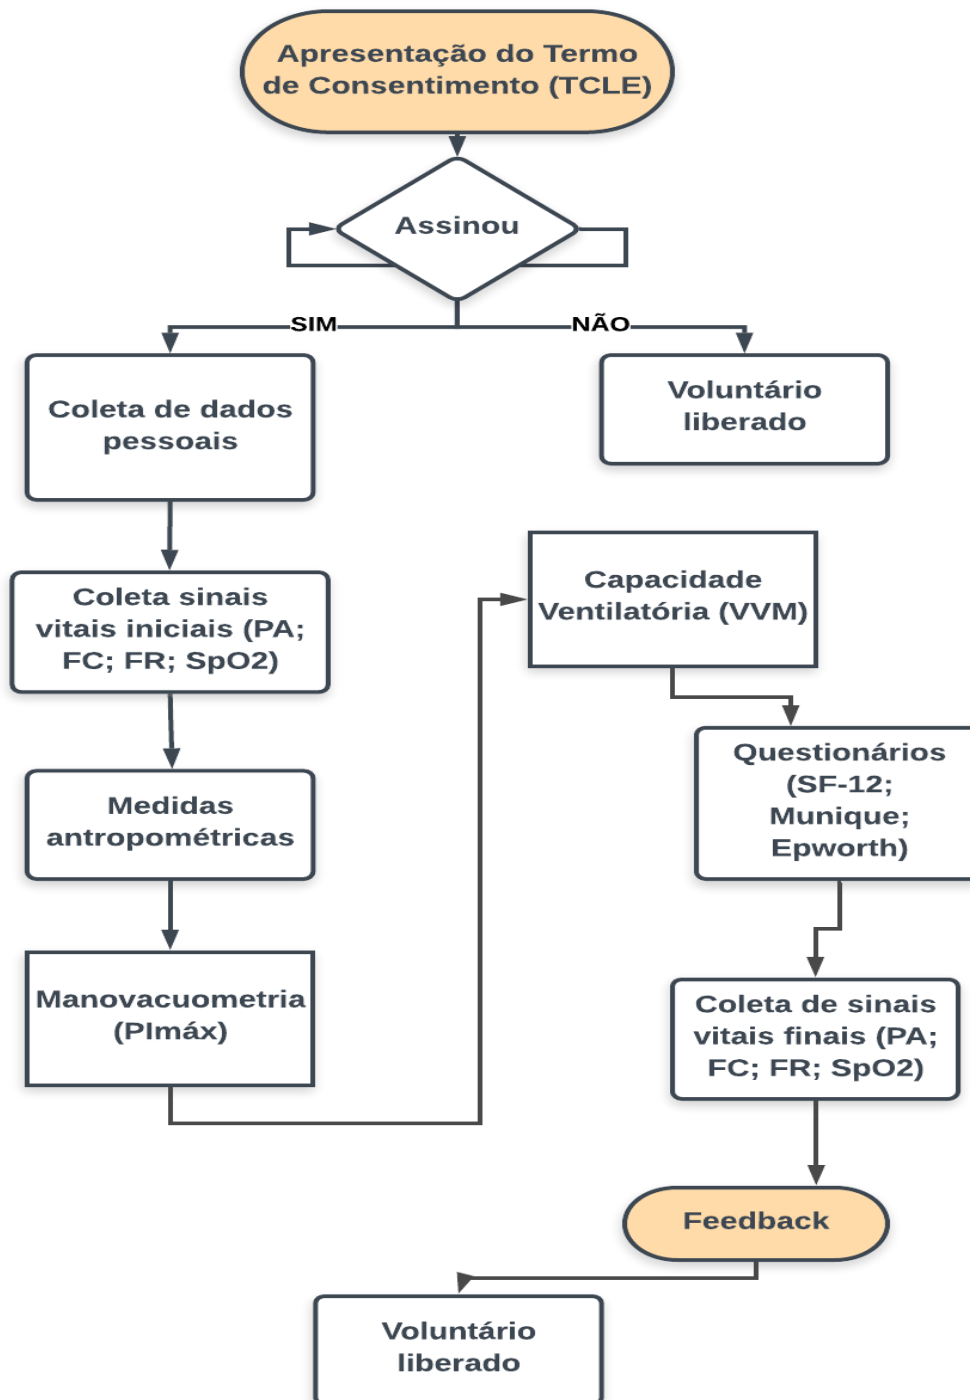 Apresentação do Termo
de Consentimento (TCLE)
Assinou
SIM
NÃO
Coleta de dados
pessoais
Voluntário
liberado
Coleta sinais
vitais iniciais (PA;
FC; FR; SpO2)
Medidas
antropométricas
Manovacuometria
(PImáx)
Capacidade
Ventilatória (VVM)
Questionários
(SF-12;
Munique;
Epworth)
Coleta de sinais
vitais finais (PA;
FC; FR; SpO2)
Feedback
Voluntário
liberado